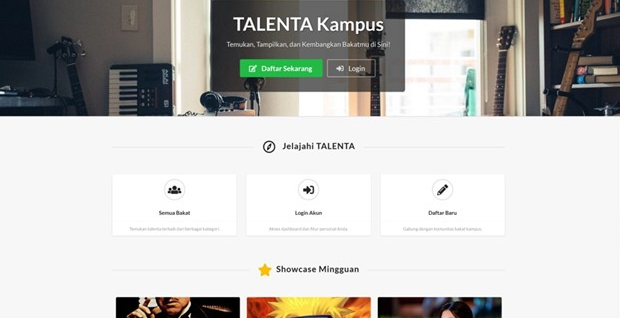 TALENTA Kampus
Temukan, Tampilkan, dan Kembangkan Bakatmu di Sini!
Daftar Sekarang
Login
Jelajahi TALENTA
Semua Bakat
Login Akun
Daftar Baru
Temukan talenta terbaik dari berbagai kategori.
Akses dashboard dan fitur personal Anda.
Gabung dengan komunitas bakat kampus.
Showcase Mingguan